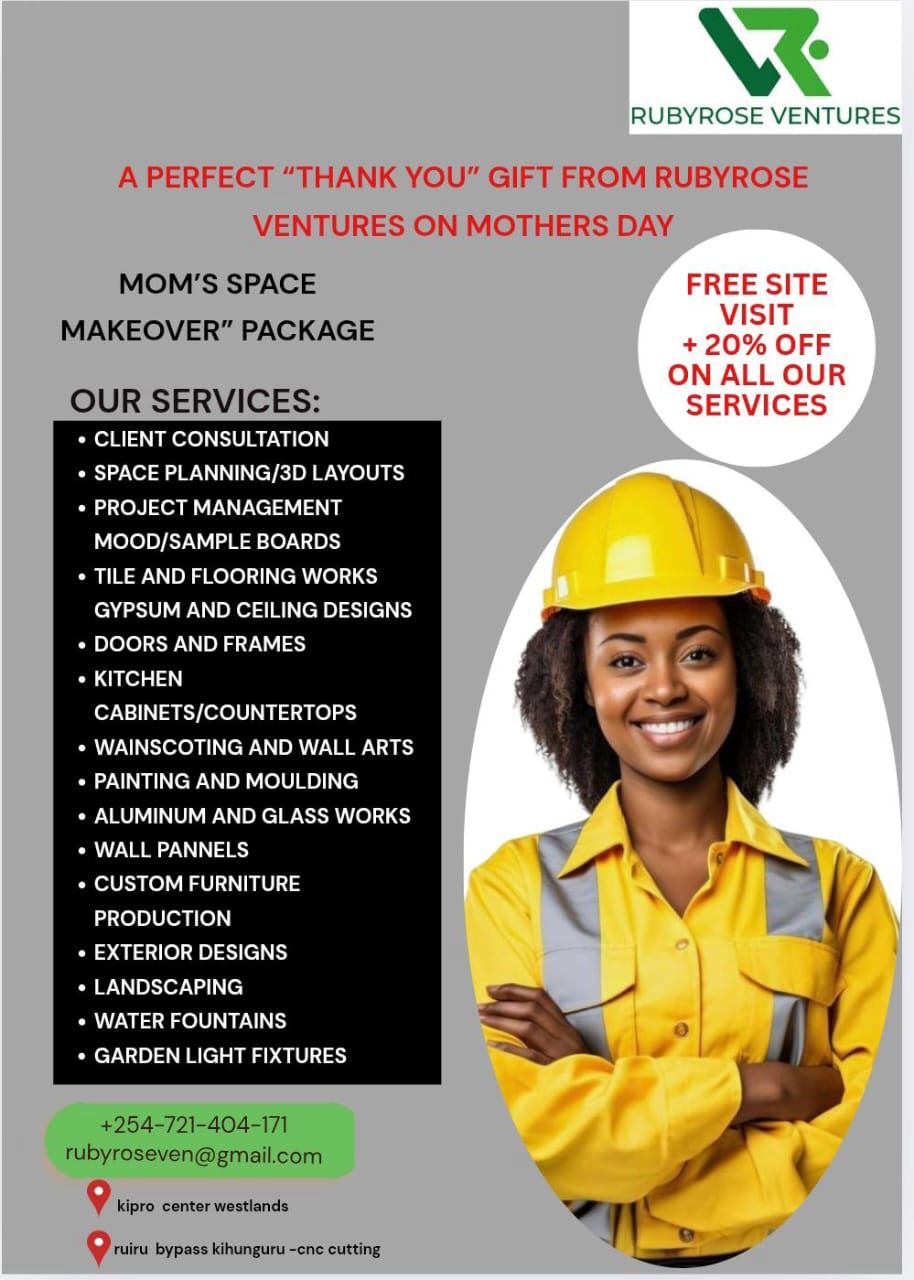 RUBYROSE VENTURES
A PERFECT “THANK YOU” GIFT FROM RUBYROSE
VENTURES ON MOTHERS DAY
MOM’S SPACE
MAKEOVER” PACKAGE
FREE SITE
VISIT
+ 20% OFF
ON ALL OUR
SERVICES
OUR SERVICES:
• CLIENT CONSULTATION
• SPACE PLANNING/3D LAYOUTS
• PROJECT MANAGEMENT
MOOD/SAMPLE BOARDS
• TILE AND FLOORING WORKS
GYPSUM AND CEILING DESIGNS
• DOORS AND FRAMES
• KITCHEN
CABINETS/COUNTERTOPS
• WAINSCOTING AND WALL ARTS
• PAINTING AND MOULDING
• ALUMINUM AND GLASS WORKS
• WALL PANNELS
• CUSTOM FURNITURE
PRODUCTION
• EXTERIOR DESIGNS
• LANDSCAPING
• WATER FOUNTAINS
• GARDEN LIGHT FIXTURES
+254-721-404-171
rubyroseven@gmail.com
kipro center westlands
ruiru bypass kihunguru -cnc cutting